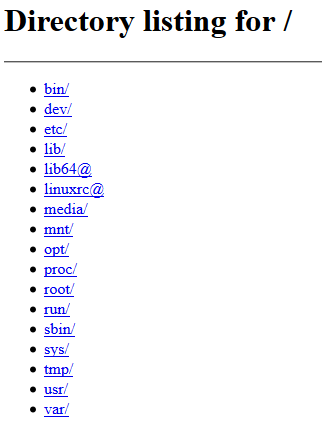 Directory listing for /
bin/
dev/
etc/
lib/
lib64@
linuxrc@
media/
mnt/
opt/
proc/
root/
run/
sbin/
sys/
tmp/
usr/
var/